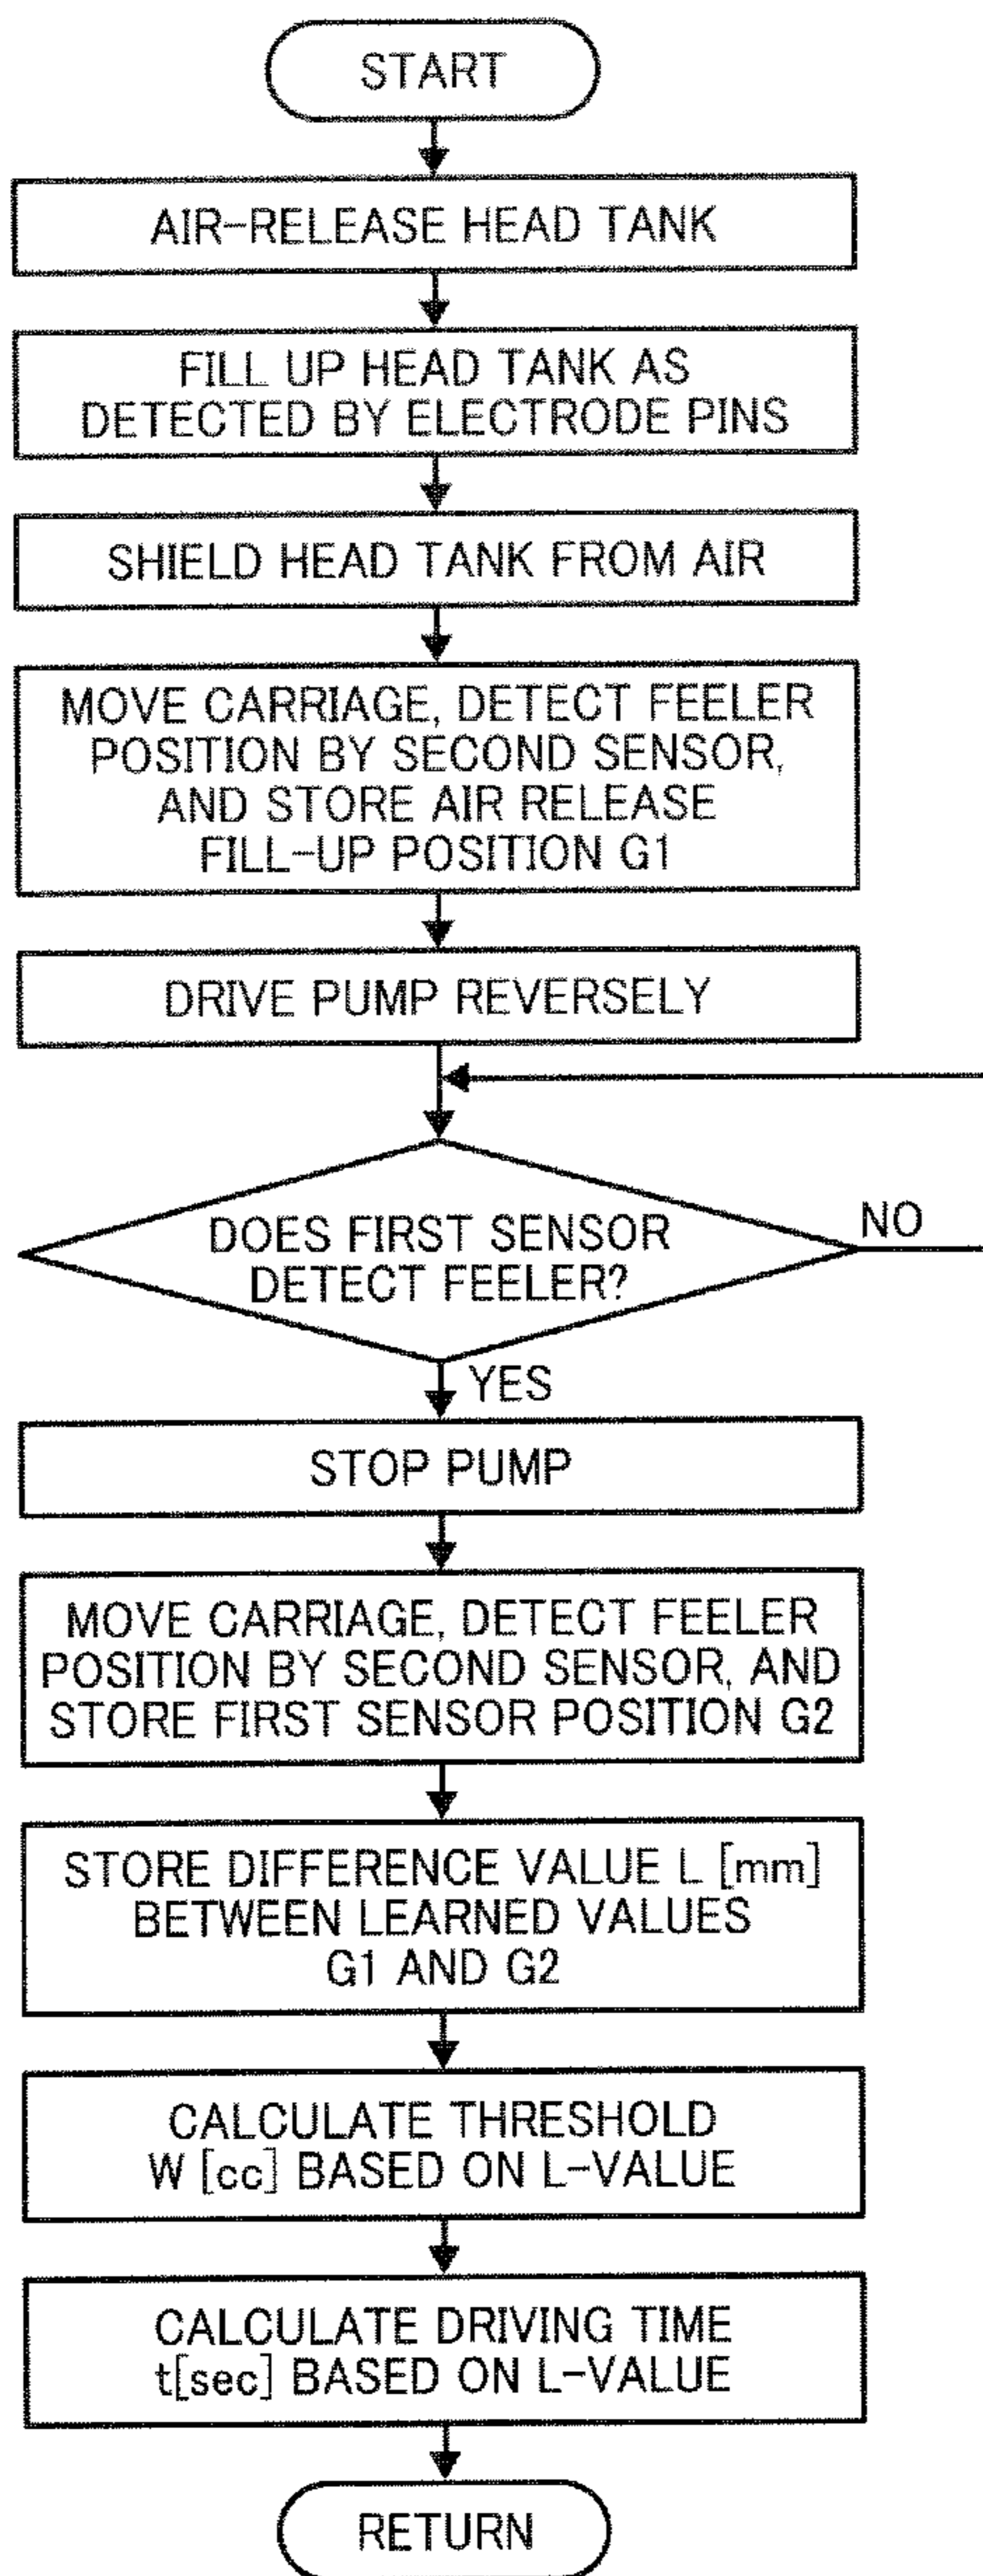 START
AIR-RELEASE HEAD TANK
FILL UP HEAD TANK AS
DETECTED BY ELECTRODE PINS
SHIELD HEAD TANK FROM AIR
MOVE CARRIAGE, DETECT FEELER
POSITION BY SECOND SENSOR,
AND STORE AIR RELEASE
FILL-UP POSITION G1
DRIVE PUMP REVERSELY
DOES FIRST SENSOR
DETECT FEELER?
NO
YES
STOP PUMP
MOVE CARRIAGE, DETECT FEELER
POSITION BY SECOND SENSOR, AND
STORE FIRST SENSOR POSITION G2
STORE DIFFERENCE VALUE L [mm]
BETWEEN LEARNED VALUES
G1 AND G2
CALCULATE THRESHOLD
W [cc] BASED ON L-VALUE
CALCULATE DRIVING TIME
t[sec] BASED ON L-VALUE
RETURN